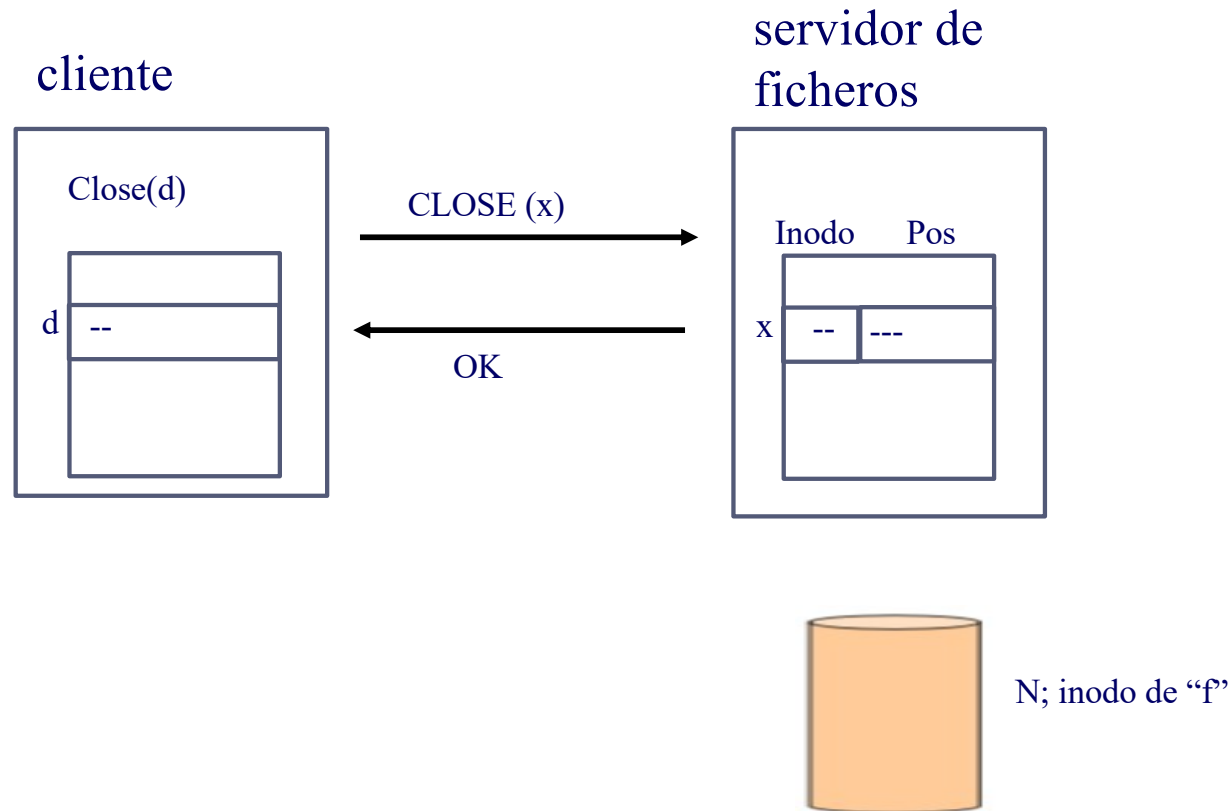 cliente
servidor de
ficheros
Close(d)
CLOSE (x)
Inodo Pos
d --
x -- ---
OK
N; inodo de “f”